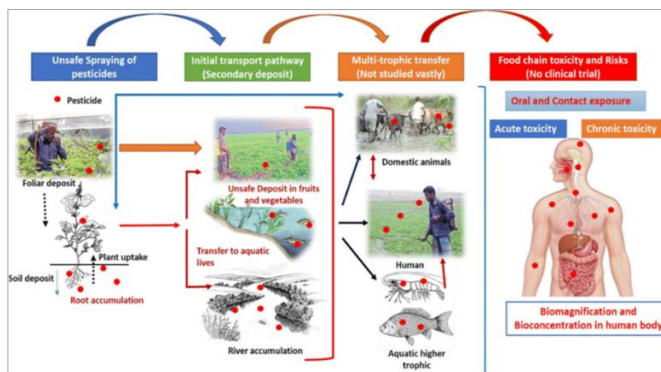 Unsafe Spraying of
pesticides
Initial transport pathway
(Secondary deposit)
Multi-trophic transfer
(Not studied vastly)
Food chain toxicity and Risks
(No clinical trial)
Pesticide
Foliar deposit
Plant uptake
Soil deposit
Root accumulation
Unsafe Deposit in fruits
and vegetables
Transfer to aquatic
lives
River accumulation
Domestic animals
Human
Aquatic higher
trophic
Oral and Contact exposure
Acute toxicity
Chronic toxicity
Biomagnification and
Bioconcentration in human body